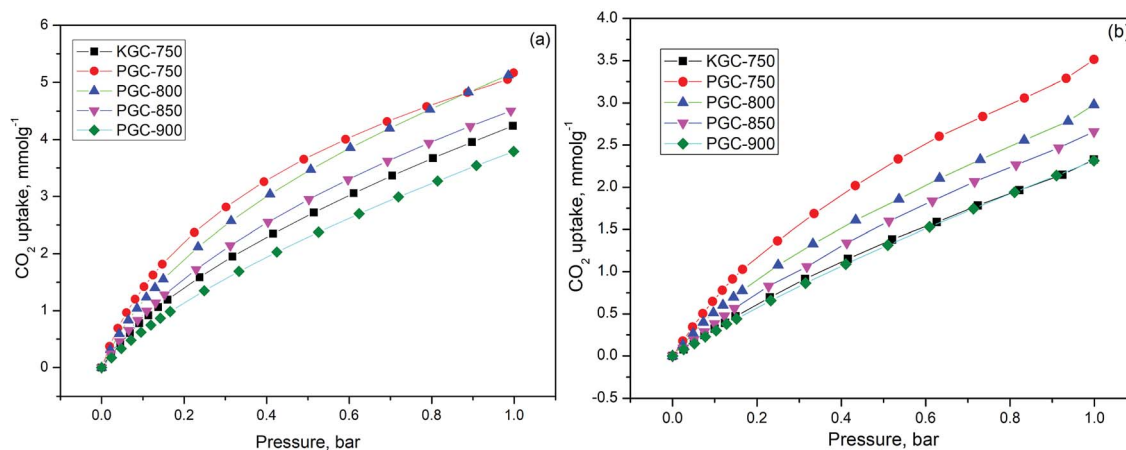 (a)
KGC-750
PGC-750
PGC-800
PGC-850
PGC-900
CO2 uptake, mmolg-1
6
5
4
3
2
1
0
0.0 0.2 0.4 0.6 0.8 1.0
Pressure, bar
(b)
KGC-750
PGC-750
PGC-800
PGC-850
PGC-900
CO2 uptake, mmolg-1
4.0
3.5
3.0
2.5
2.0
1.5
1.0
0.5
0.0
-0.5
0.0 0.2 0.4 0.6 0.8 1.0
Pressure, bar